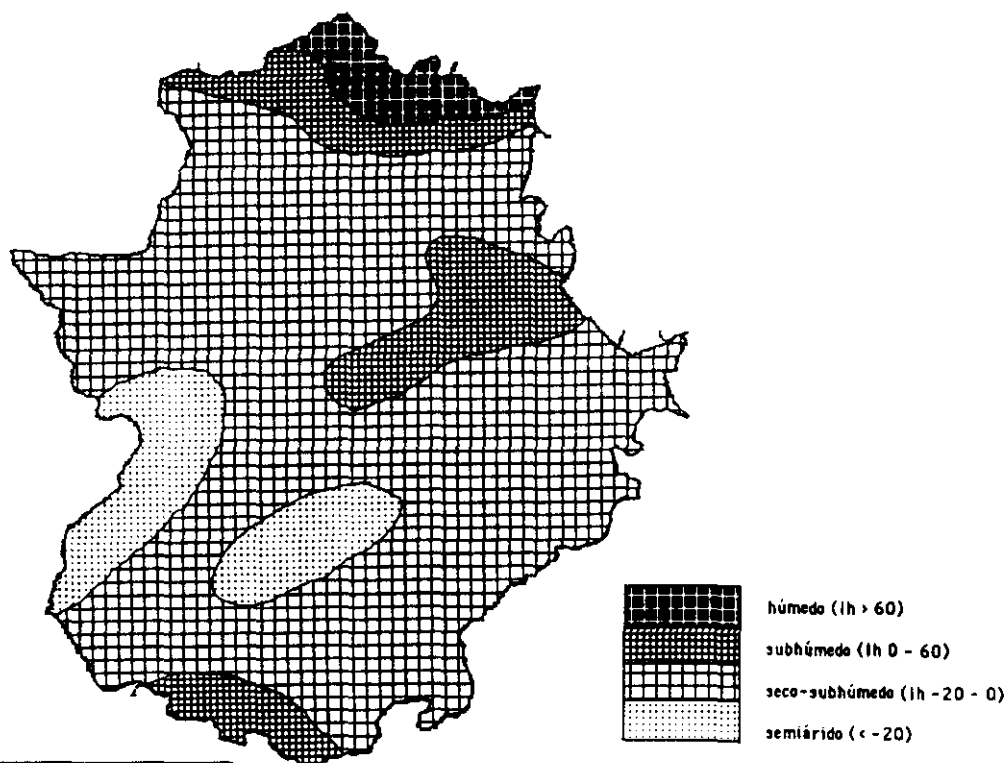 húmedo (Ih > 60)
subhúmedo (Ih 0 - 60)
seco-subhúmedo (Ih -20 - 0)
semiárido (< -20)